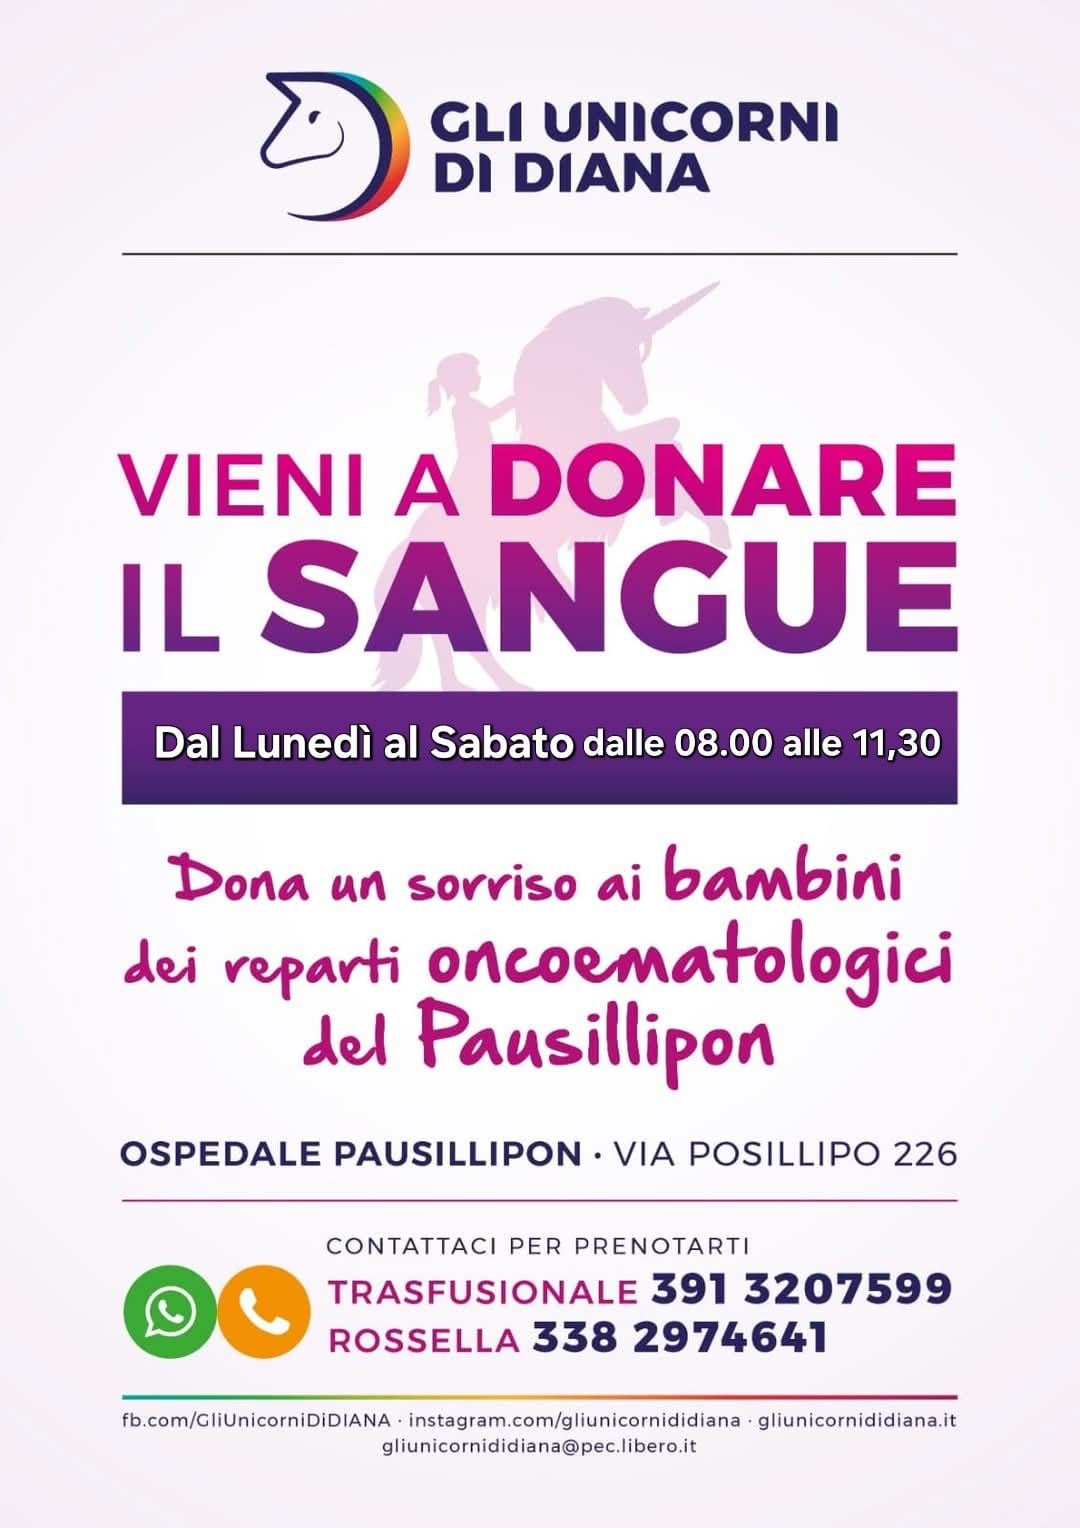 GLI UNICORNI
DI DIANA
VIENI A DONARE
IL SANGUE
Dal Lunedì al Sabato dalle 08.00 alle 11,30
Dona un sorriso ai bambini
dei reparti oncoematologici
del Pausillipon
OSPEDALE PAUSILLIPON · VIA POSILLIPO 226
CONTATTACI PER PRENOTARTI
TRASFUSIONALE 391 3207599
ROSSELLA 338 2974641
fb.com/GliUnicorniDiDIANA · instagram.com/gliunicornididiana · gliunicornididiana.it
gliunicornididiana@pec.libero.it